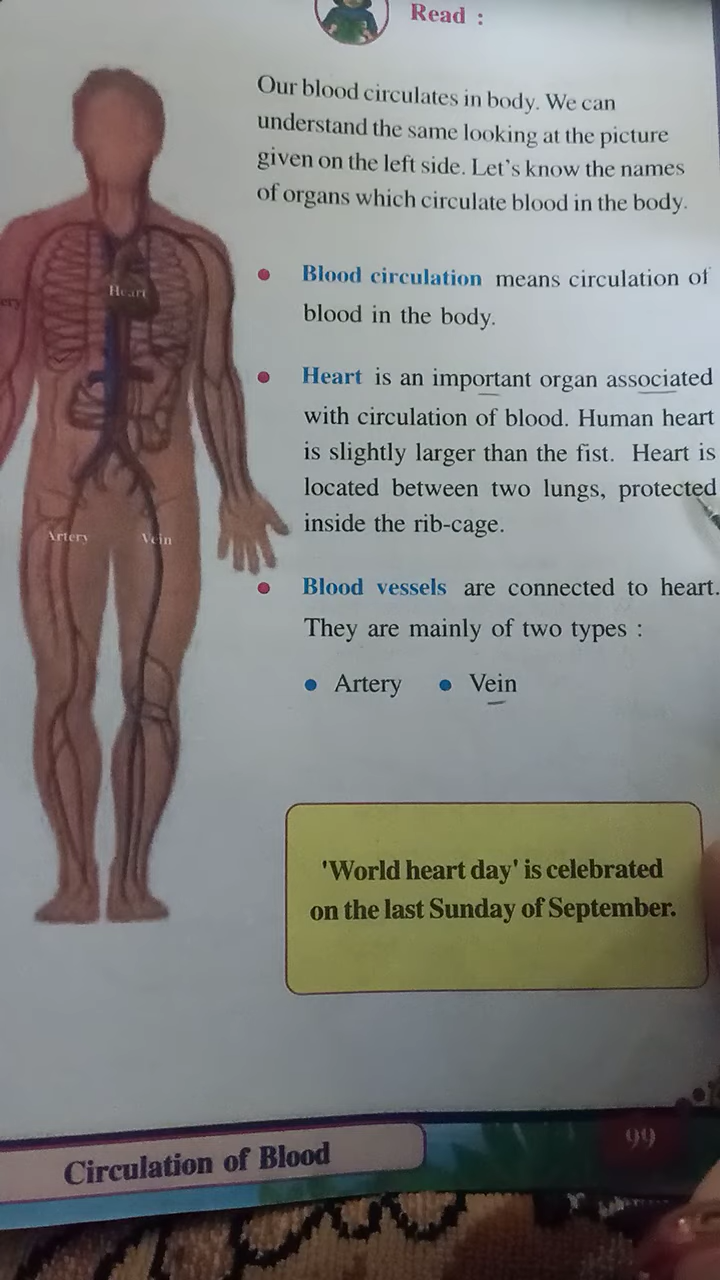 Read :
Our blood circulates in body. We can
understand the same looking at the picture
given on the left side. Let's know the names
of organs which circulate blood in the body.
• Blood circulation means circulation of
blood in the body.
• Heart is an important organ associated
with circulation of blood. Human heart
is slightly larger than the fist. Heart is
located between two lungs, protected
inside the rib-cage.
• Blood vessels are connected to heart.
They are mainly of two types :
• Artery • Vein
Heart
Artery Vein
'World heart day' is celebrated
on the last Sunday of September.
Circulation of Blood
99